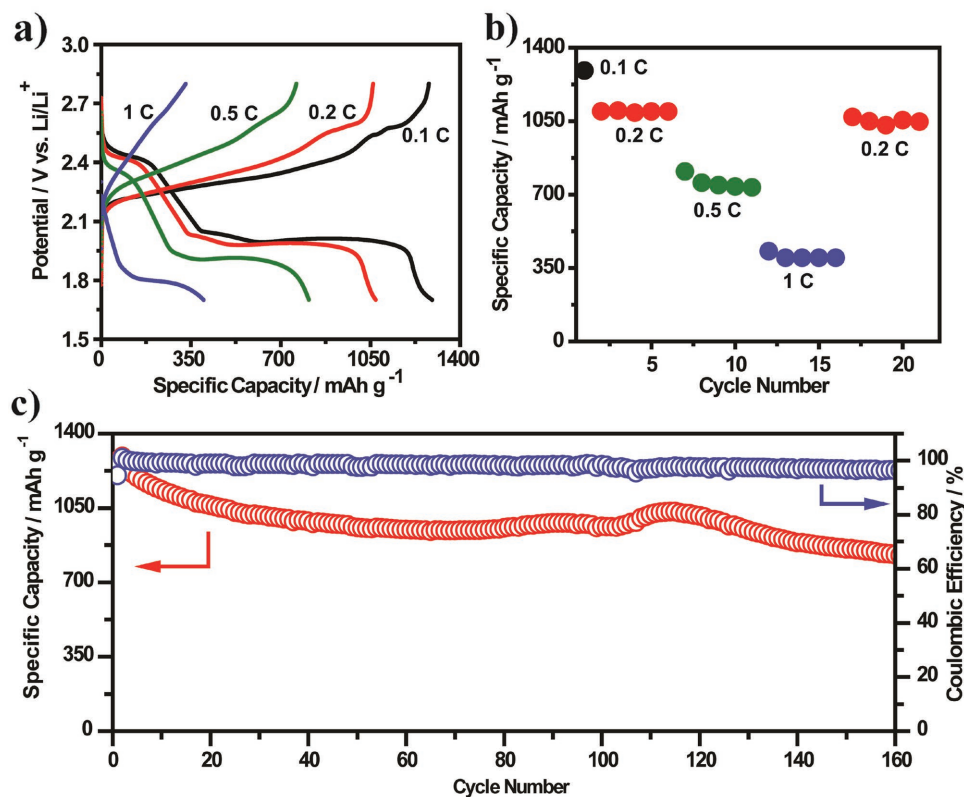 a)
Potential / V vs. Li/Li+
3.0
2.7
2.4
2.1
1.8
1.5
1 C
0.5 C
0.2 C
0.1 C
0
350
700
1050
1400
Specific Capacity / mAh g-1
b)
Specific Capacity / mAh g-1
1400
1050
700
350
0
0.1 C
0.2 C
0.5 C
1 C
0.2 C
5
10
15
20
Cycle Number
c)
Specific Capacity / mAh g-1
1400
1050
700
350
0
0
20
40
60
80
100
120
140
160
Cycle Number
100
80
60
40
20
0
Coulombic Efficiency / %